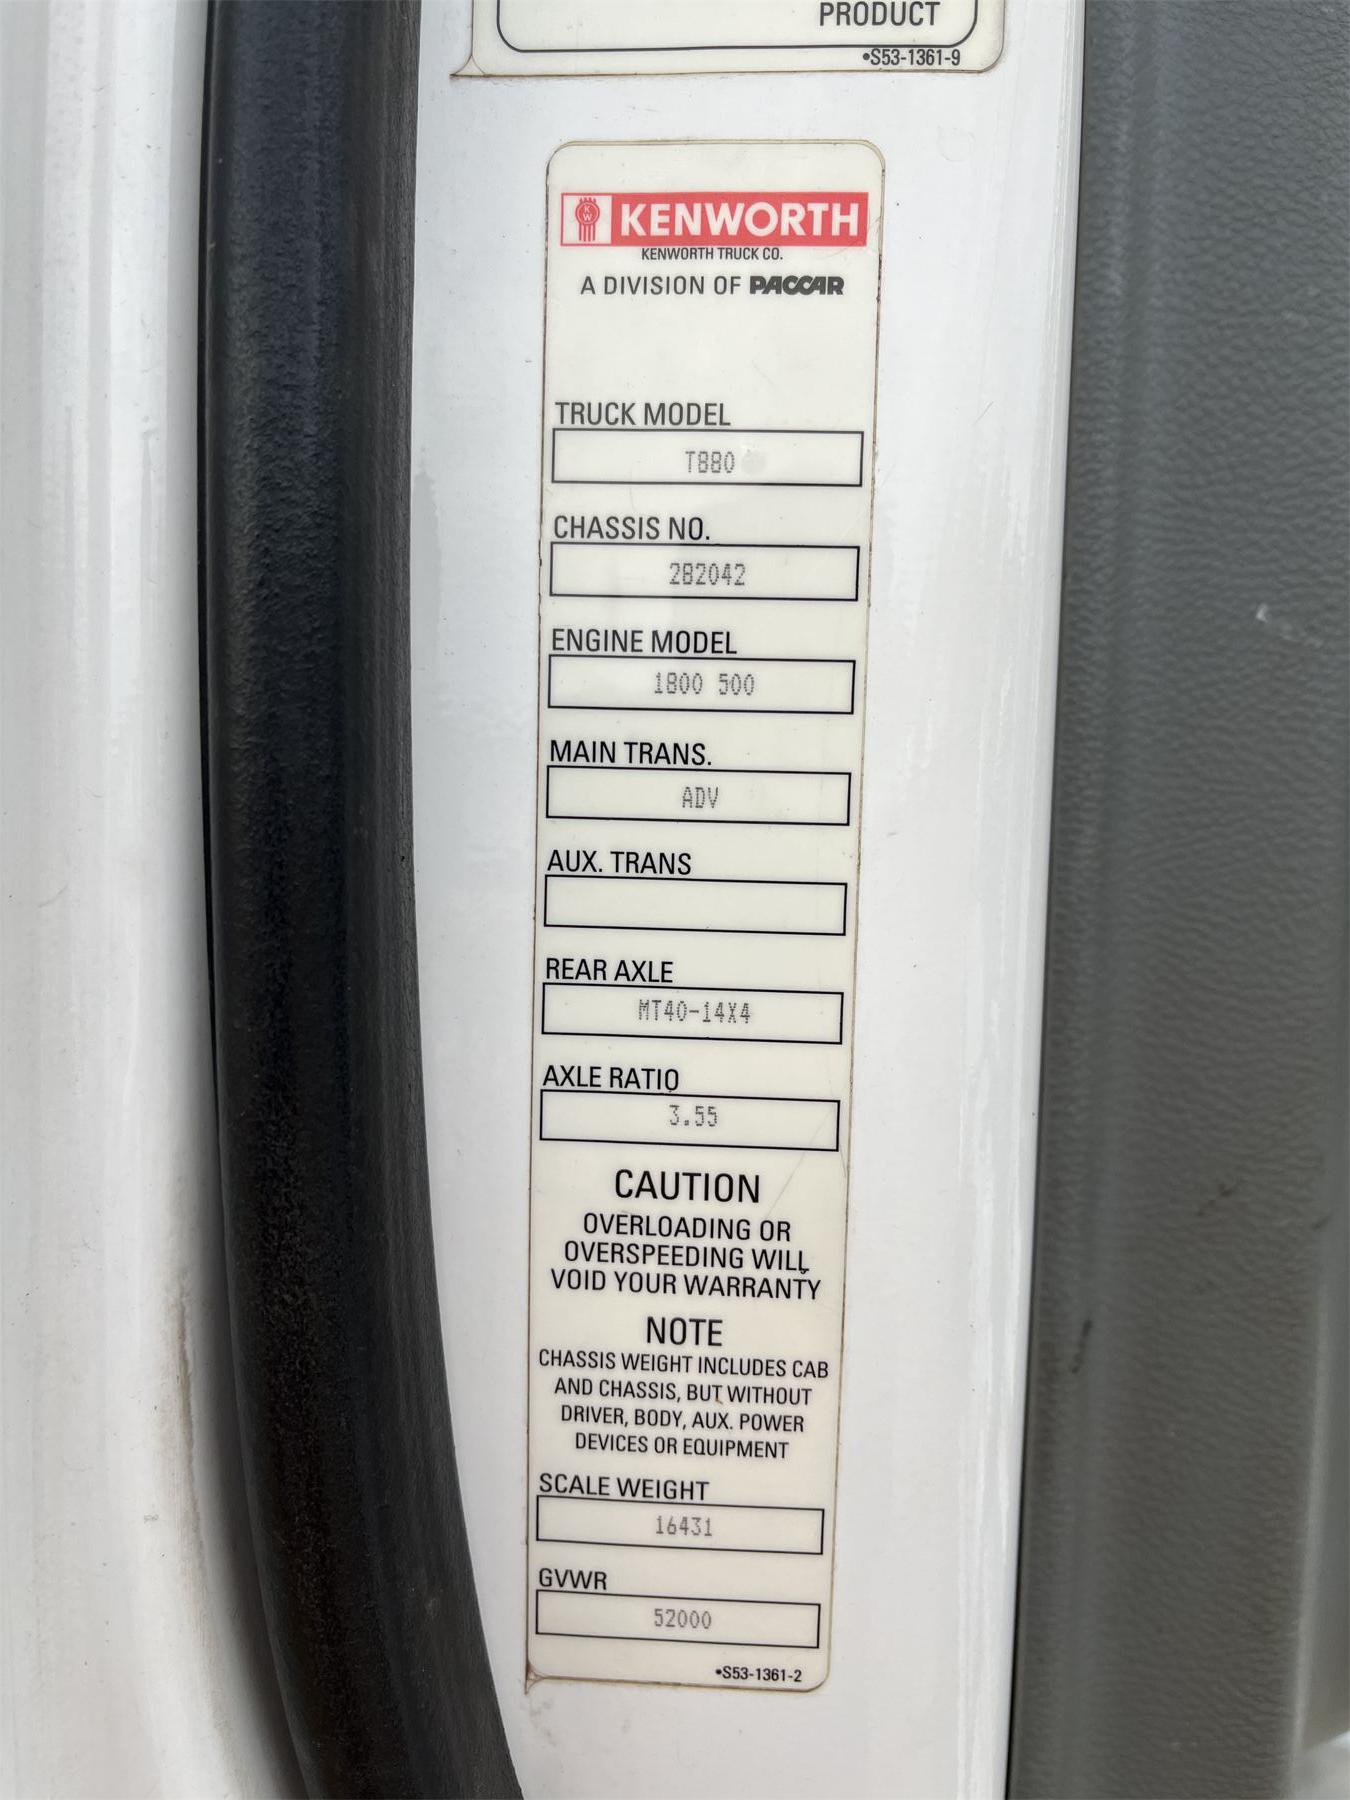 PRODUCT
•S53-1361-9
KW KENWORTH
KENWORTH TRUCK CO.
A DIVISION OF PACCAR
TRUCK MODEL
T880
CHASSIS NO.
282042
ENGINE MODEL
1800 500
MAIN TRANS.
ADV
AUX. TRANS
REAR AXLE
MT40-14X4
AXLE RATIO
3.55
CAUTION
OVERLOADING OR
OVERSPEEDING WILL
VOID YOUR WARRANTY
NOTE
CHASSIS WEIGHT INCLUDES CAB
AND CHASSIS, BUT WITHOUT
DRIVER, BODY, AUX. POWER
DEVICES OR EQUIPMENT
SCALE WEIGHT
16431
GVWR
52000
•S53-1361-2